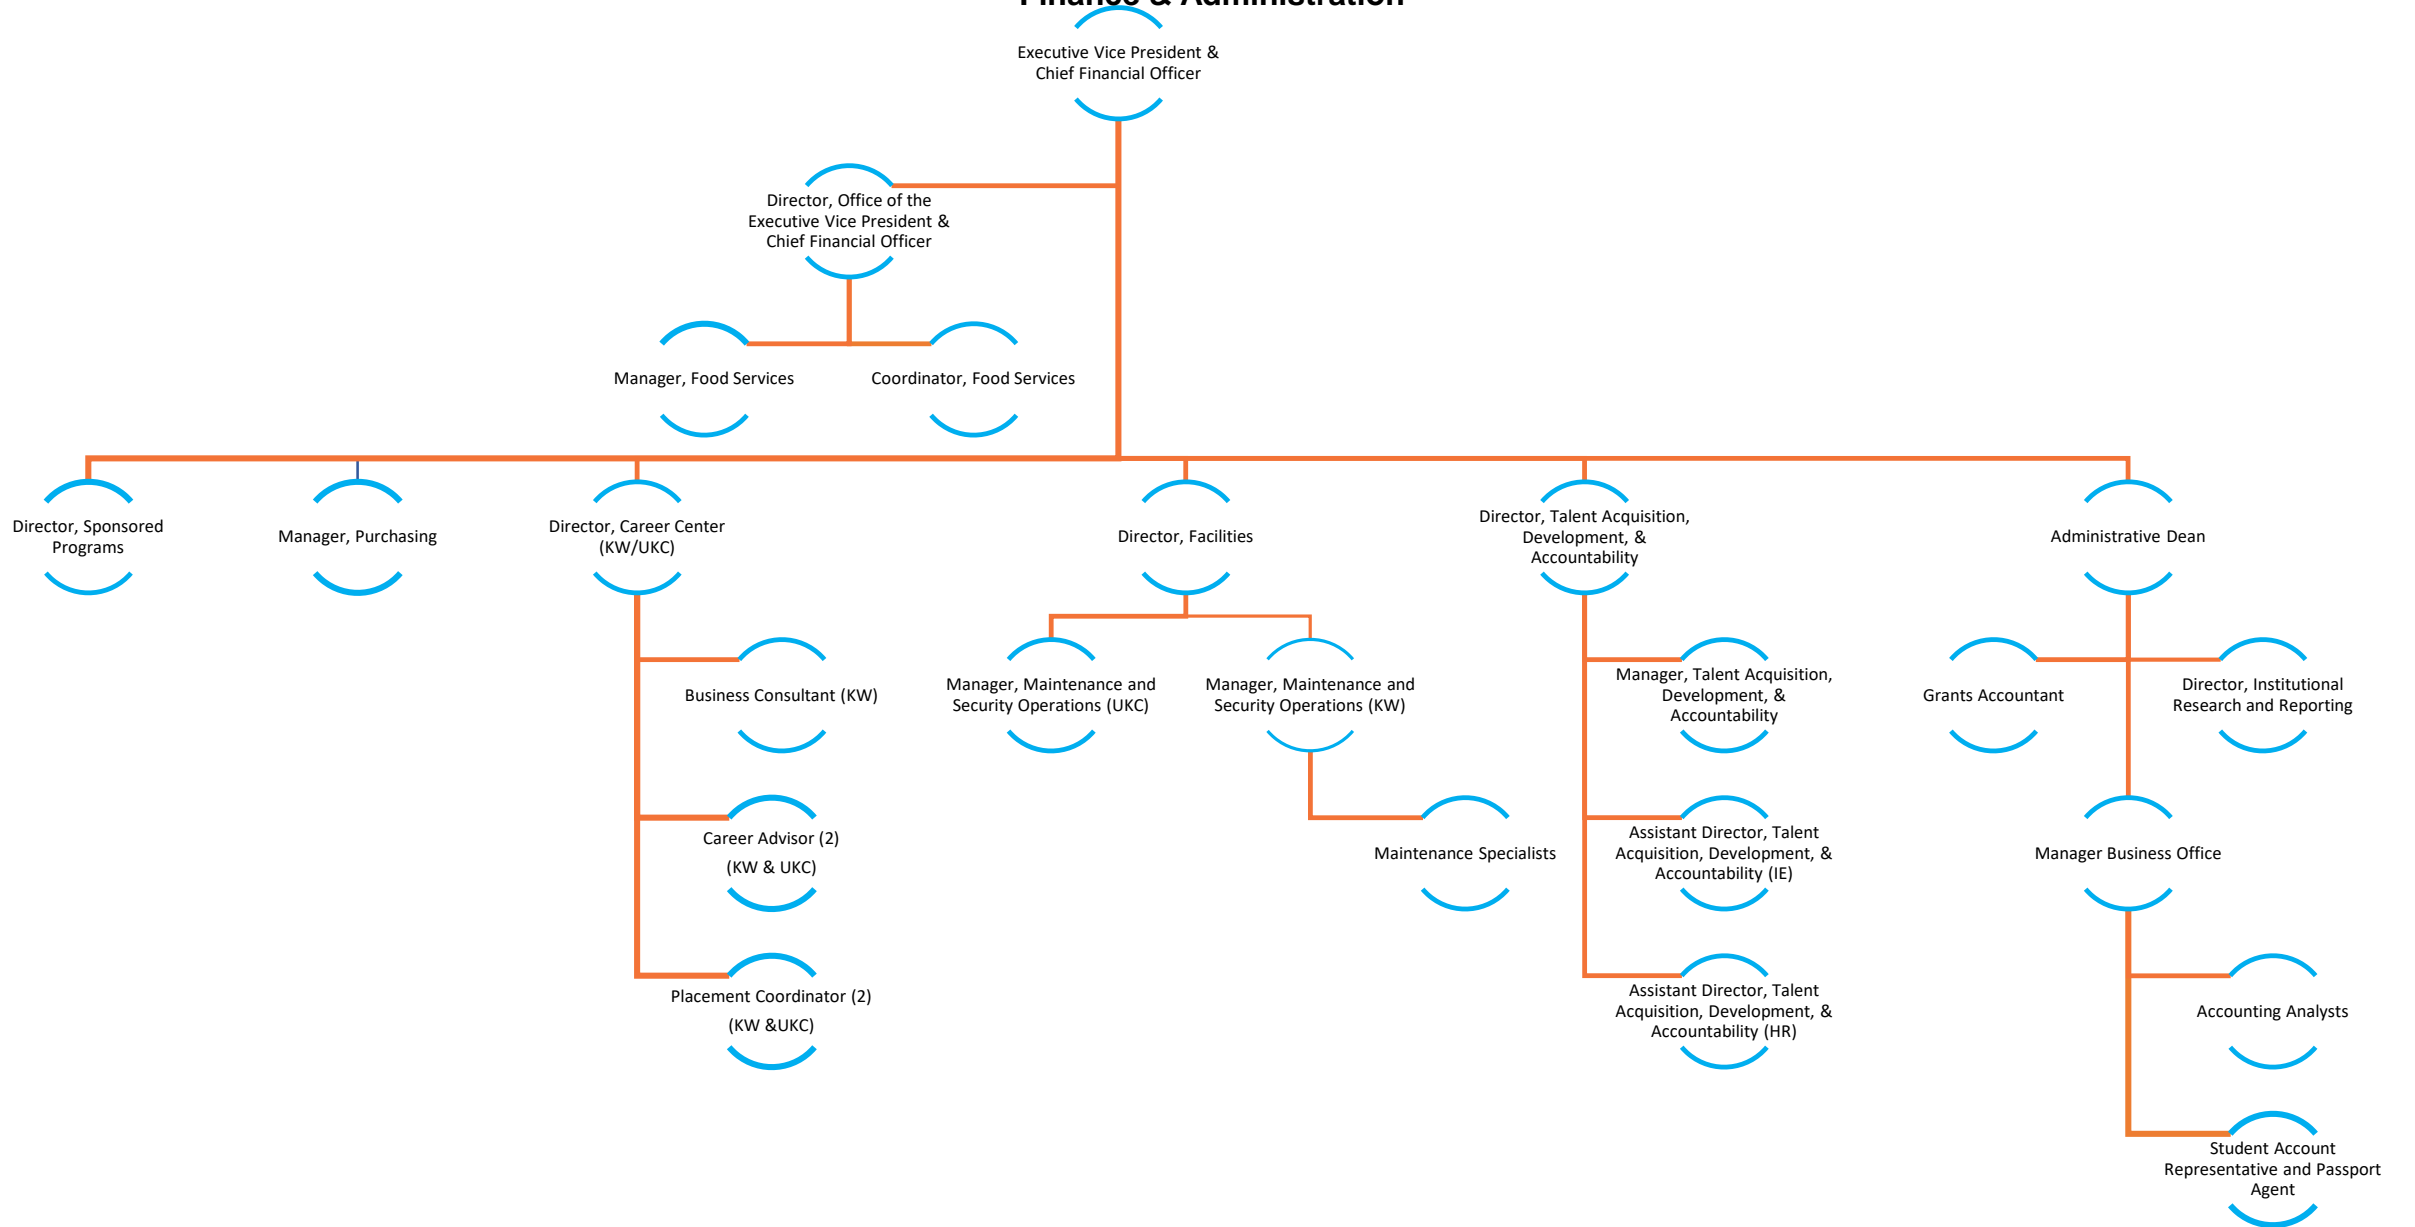 Finance & Administration
Executive Vice President &
Chief Financial Officer
Director, Office of the
Executive Vice President &
Chief Financial Officer
Manager, Food Services
Coordinator, Food Services
Director, Sponsored
Programs
Manager, Purchasing
Director, Career Center
(KW/UKC)
Director, Facilities
Director, Talent Acquisition,
Development, &
Accountability
Administrative Dean
Business Consultant (KW)
Manager, Maintenance and
Security Operations (UKC)
Manager, Maintenance and
Security Operations (KW)
Manager, Talent Acquisition,
Development, &
Accountability
Grants Accountant
Director, Institutional
Research and Reporting
Career Advisor (2)
(KW & UKC)
Maintenance Specialists
Assistant Director, Talent
Acquisition, Development, &
Accountability (IE)
Manager Business Office
Placement Coordinator (2)
(KW &UKC)
Assistant Director, Talent
Acquisition, Development, &
Accountability (HR)
Accounting Analysts
Student Account
Representative and Passport
Agent